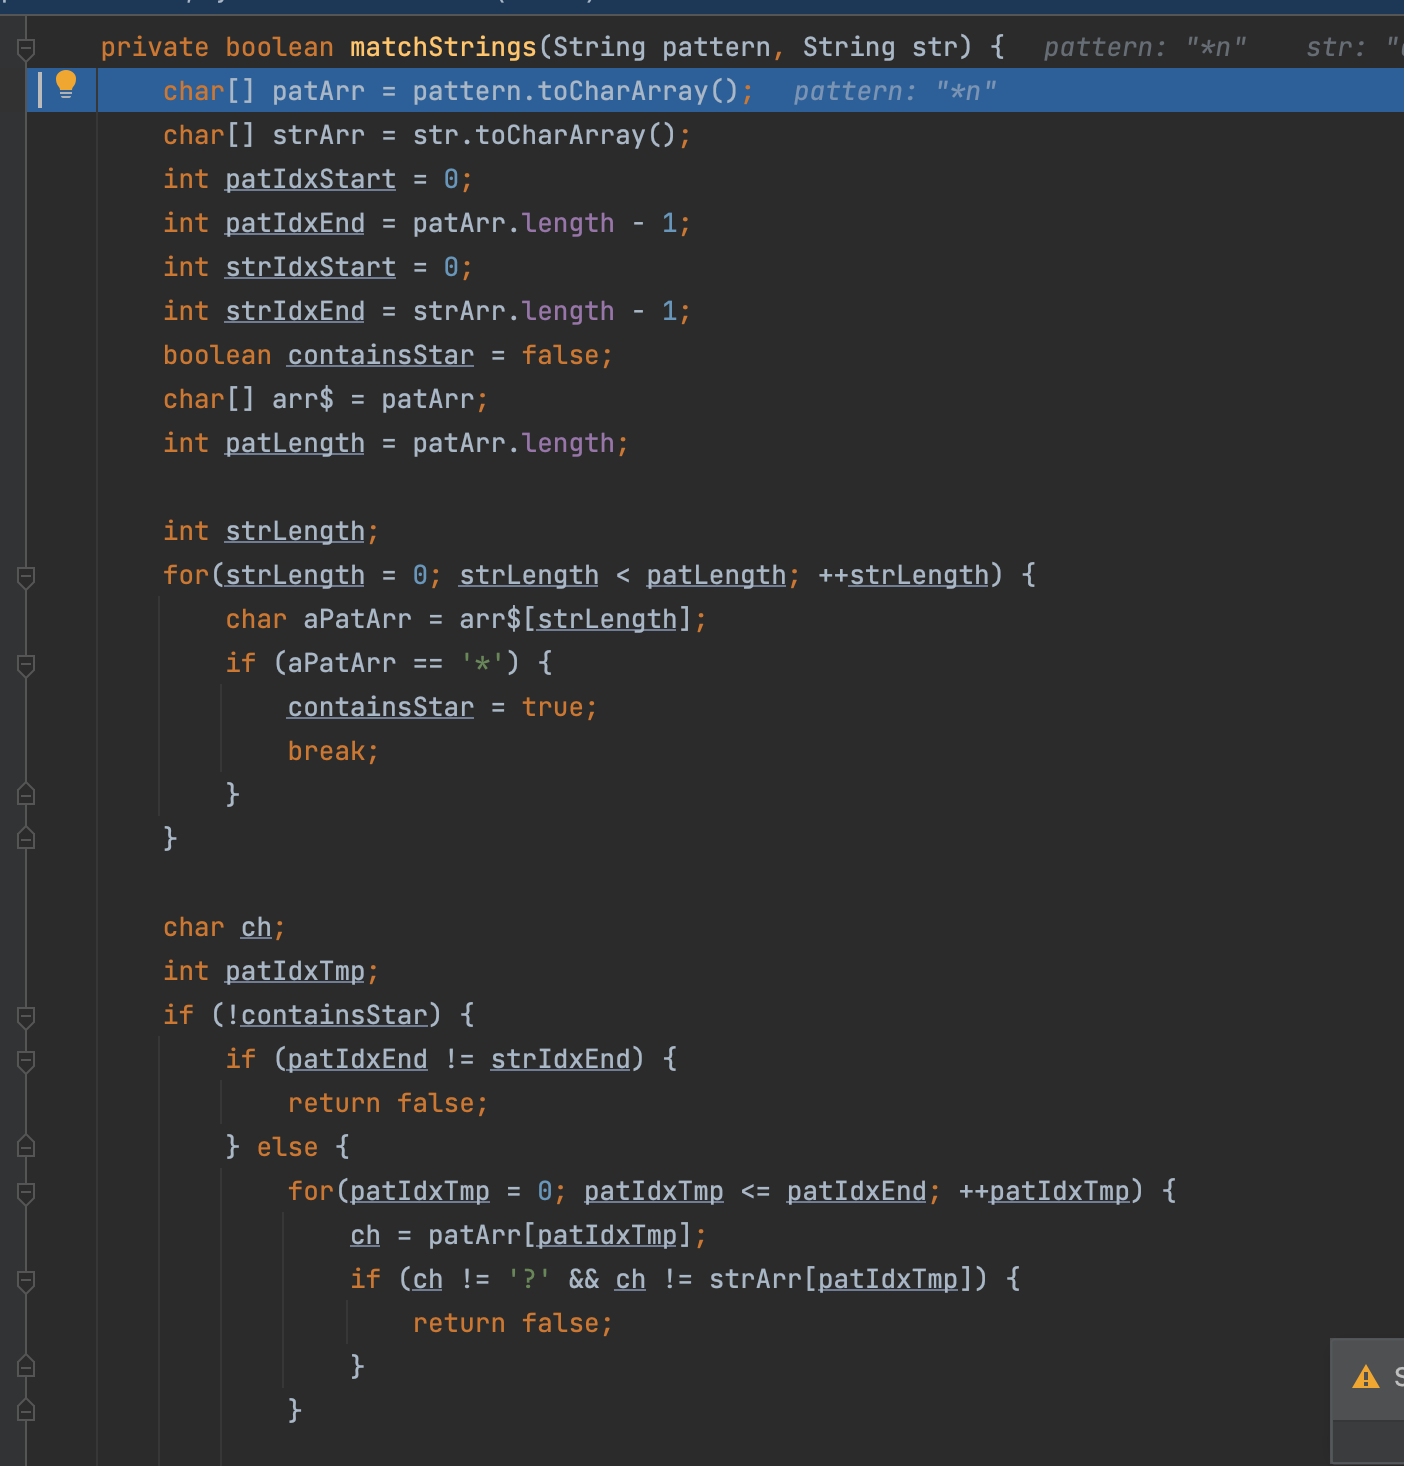 private boolean matchStrings(String pattern, String str) {   pattern: "*n"    str: "
char[] patArr = pattern.toCharArray();   pattern: "*n"
char[] strArr = str.toCharArray();
int patIdxStart = 0;
int patIdxEnd = patArr.length - 1;
int strIdxStart = 0;
int strIdxEnd = strArr.length - 1;
boolean containsStar = false;
char[] arr$ = patArr;
int patLength = patArr.length;
int strLength;
for(strLength = 0; strLength < patLength; ++strLength) {
char aPatArr = arr$[strLength];
if (aPatArr == '*') {
containsStar = true;
break;
}
}
char ch;
int patIdxTmp;
if (!containsStar) {
if (patIdxEnd != strIdxEnd) {
return false;
} else {
for(patIdxTmp = 0; patIdxTmp <= patIdxEnd; ++patIdxTmp) {
ch = patArr[patIdxTmp];
if (ch != '?' && ch != strArr[patIdxTmp]) {
return false;
}
}